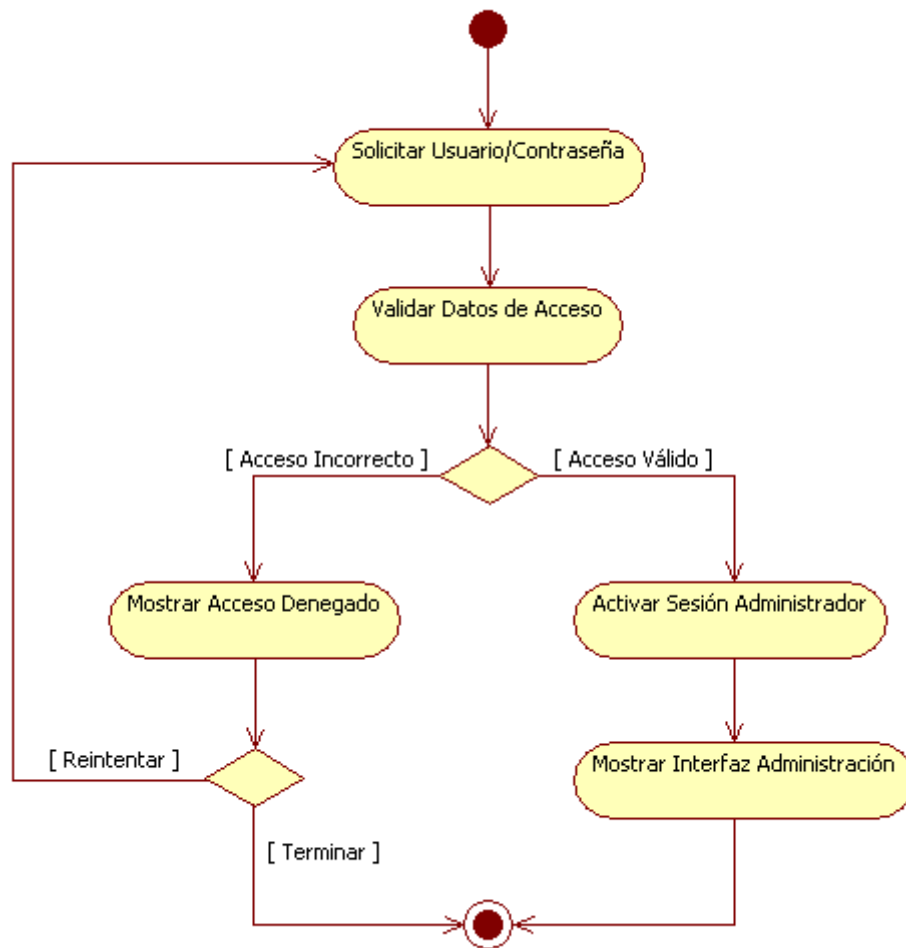 Solicitar Usuario/Contraseña
Validar Datos de Acceso
[ Acceso Incorrecto ]
[ Acceso Válido ]
Mostrar Acceso Denegado
Activar Sesión Administrador
[ Reintentar ]
Mostrar Interfaz Administración
[ Terminar ]